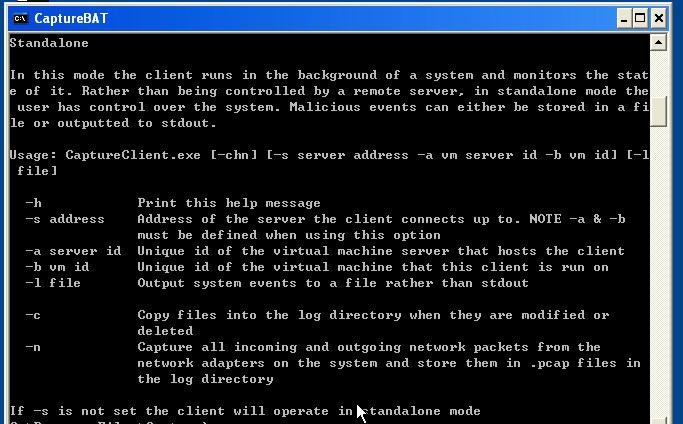 CaptureBAT
Standalone
In this mode the client runs in the background of a system and monitors the stat
e of it. Rather than being controlled by a remote server, in standalone mode the
user has control over the system. Malicious events can either be stored in a fi
le or outputted to stdout.
Usage: CaptureClient.exe [-chn] [-s server address -a vm server id -b vm id] [-l
file]
-h Print this help message
-s address Address of the server the client connects up to. NOTE -a & -b
must be defined when using this option
-a server id Unique id of the virtual machine server that hosts the client
-b vm id Unique id of the virtual machine that this client is run on
-l file Output system events to a file rather than stdout
-c Copy files into the log directory when they are modified or
deleted
-n Capture all incoming and outgoing network packets from the
network adapters on the system and store them in .pcap files in
the log directory
If -s is not set the client will operate in standalone mode